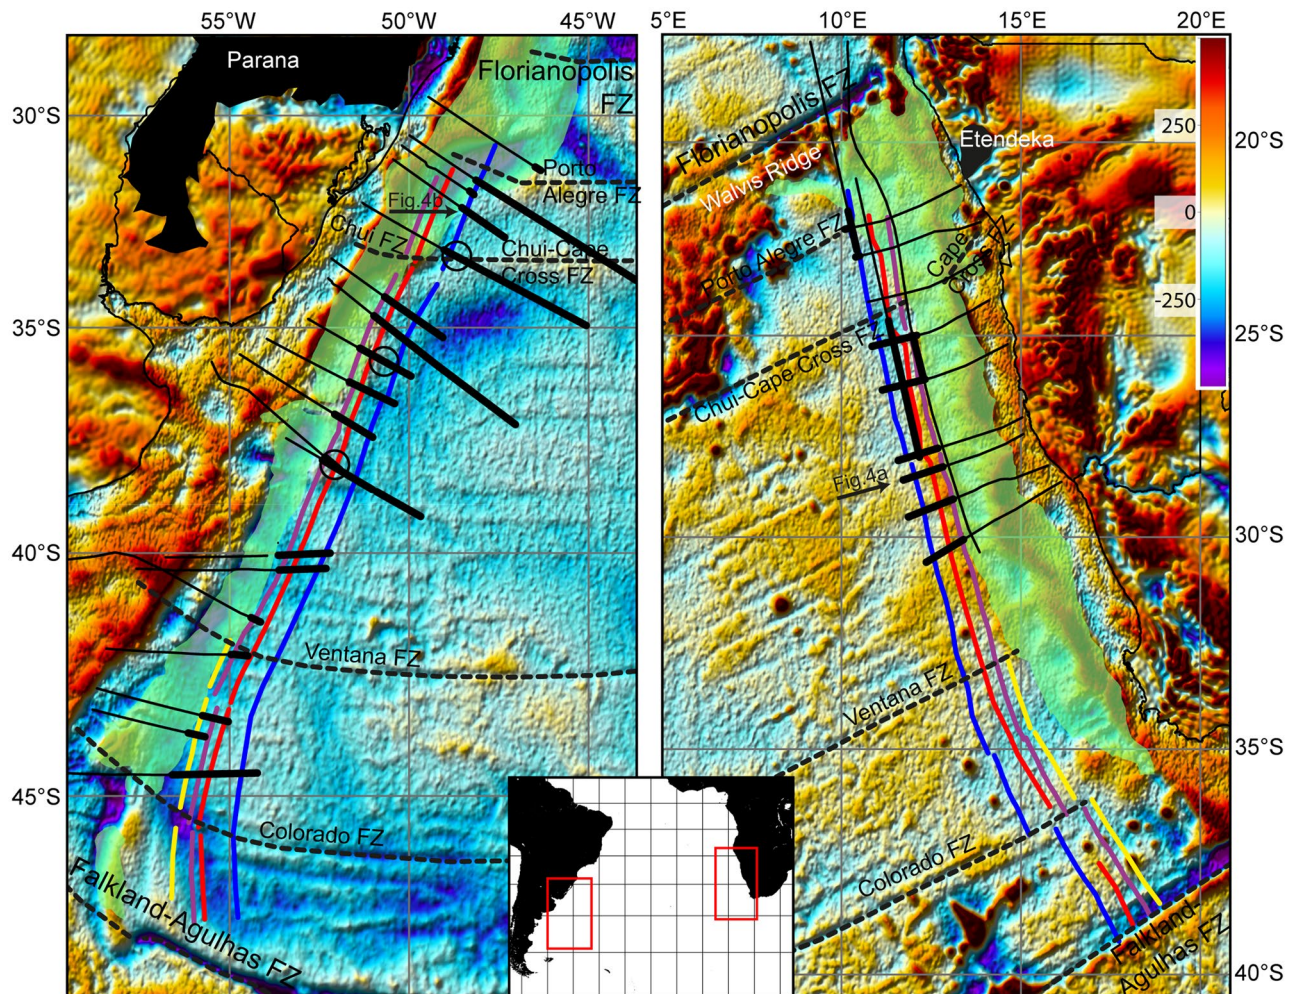 55°W 50°W 45°W 5°E 10°E 15°E 20°E
Parana
Florianopolis
FZ
Florianopolis FZ
250
30°S
Etendeka
20°S
Walvis Ridge
Porto
Alegre FZ
Fig.4b
0
Chui FZ
Chui-Cape
Cross FZ
Cape
Cross FZ
Porto Alegre FZ
-250
35°S
25°S
Chui-Cape Cross FZ
Fig.4a
40°S
30°S
Ventana FZ
Ventana FZ
35°S
45°S
Colorado FZ
Colorado FZ
Falkland-Agulhas FZ
Falkland-
Agulhas FZ
40°S